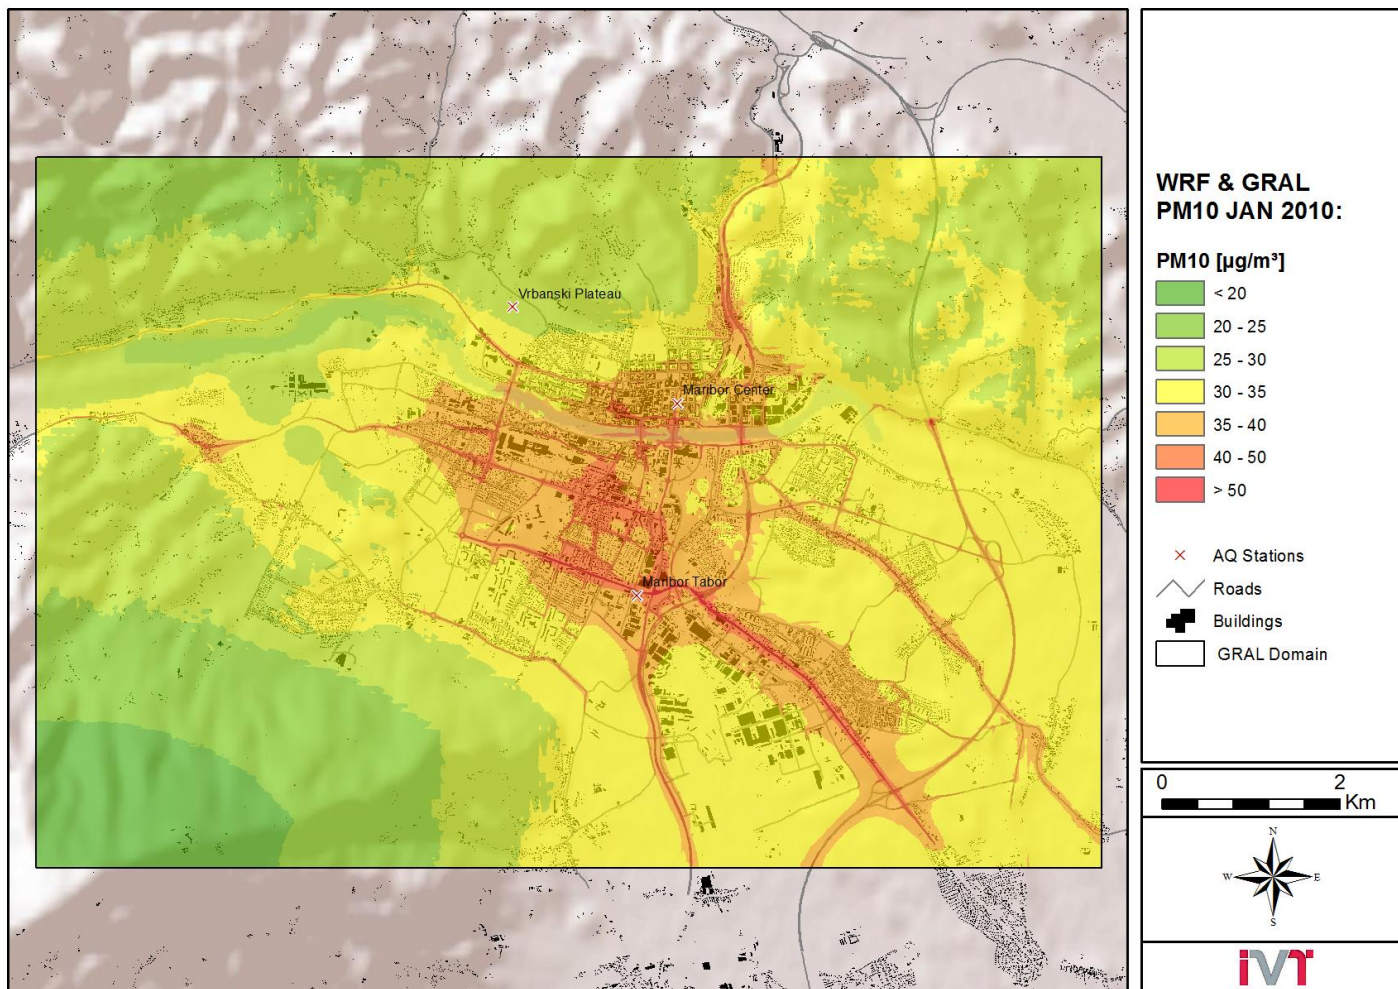 Vrbanski Plateau
Maribor Center
Maribor Tabor
WRF & GRAL
PM10 JAN 2010:
PM10 [µg/m³]
< 20
20 - 25
25 - 30
30 - 35
35 - 40
40 - 50
> 50
AQ Stations
Roads
Buildings
GRAL Domain
0 2
Km
N
W E
S
iVT